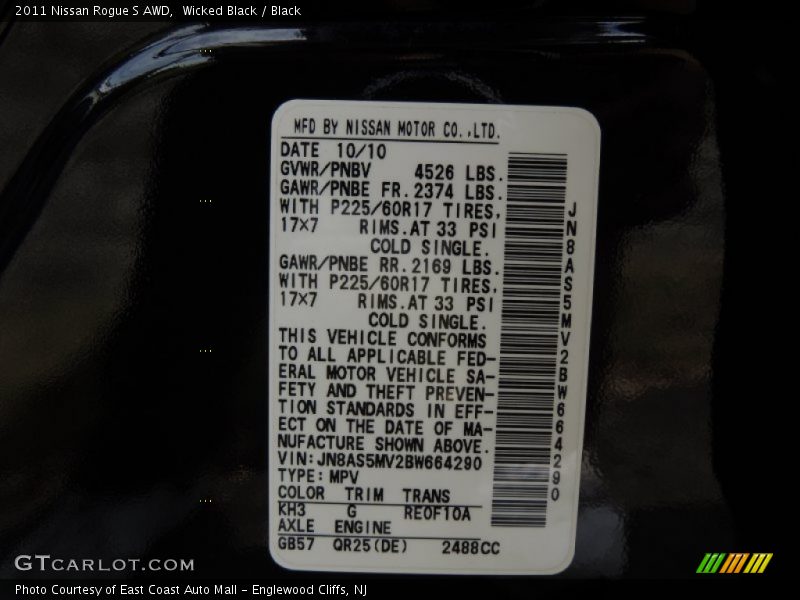 2011 Nissan Rogue S AWD,  Wicked Black / Black
MFD BY NISSAN MOTOR CO.,LTD.
DATE 10/10
GVWR/PNBV 4526 LBS.
GAWR/PNBE FR. 2374 LBS.
WITH P225/60R17 TIRES,
17×7 RIMS.AT 33 PSI
COLD SINGLE.
GAWR/PNBE RR. 2169 LBS.
WITH P225/60R17 TIRES,
17×7 RIMS.AT 33 PSI
COLD SINGLE.
THIS VEHICLE CONFORMS
TO ALL APPLICABLE FED-
ERAL MOTOR VEHICLE SA-
FETY AND THEFT PREVEN-
TION STANDARDS IN EFF-
ECT ON THE DATE OF MA-
NUFACTURE SHOWN ABOVE.
VIN:JN8AS5MV2BW664290
TYPE:MPV
COLOR TRIM TRANS
KH3 G RE0F10A
AXLE ENGINE
GB57 QR25(DE) 2488CC
JN8AS5MV2BW664290
GTCARLOT.COM
Photo Courtesy of East Coast Auto Mall - Englewood Cliffs, NJ